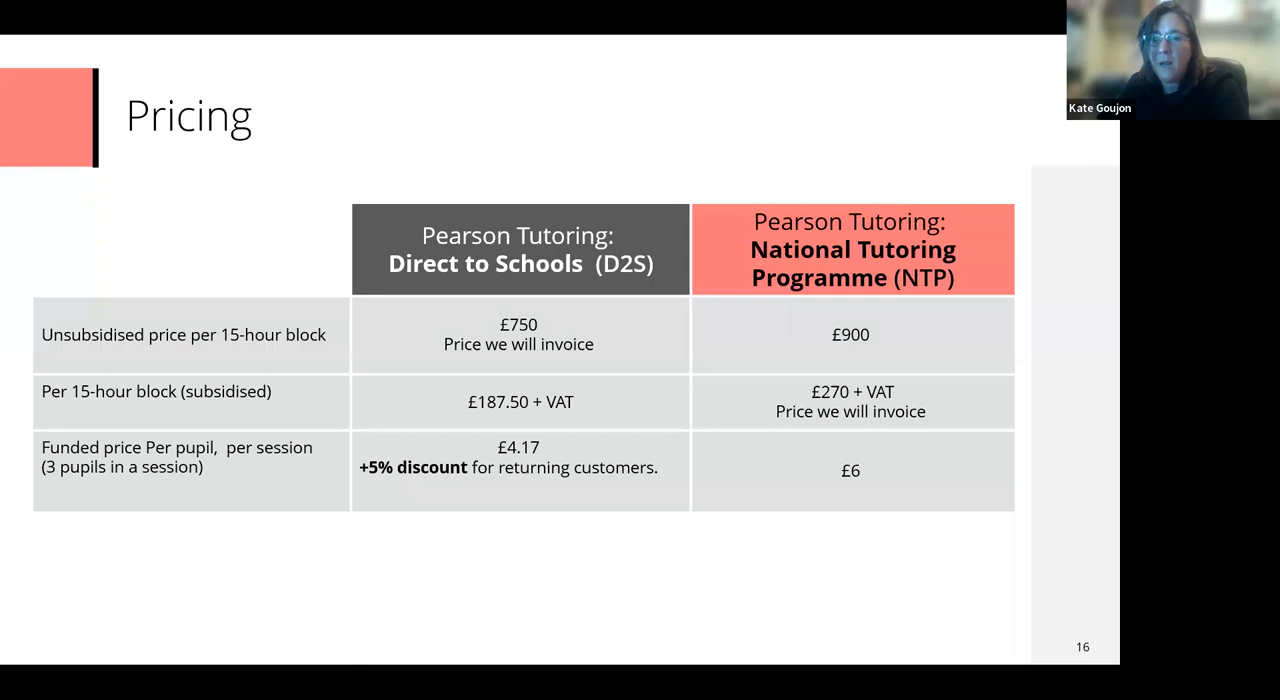 Kate Goujon
Pricing
Pearson Tutoring:
Direct to Schools (D2S)
Pearson Tutoring:
National Tutoring
Programme (NTP)
Unsubsidised price per 15-hour block
£750
Price we will invoice
£900
Per 15-hour block (subsidised)
£187.50 + VAT
£270 + VAT
Price we will invoice
Funded price Per pupil, per session
(3 pupils in a session)
£4.17
+5% discount for returning customers.
£6
16